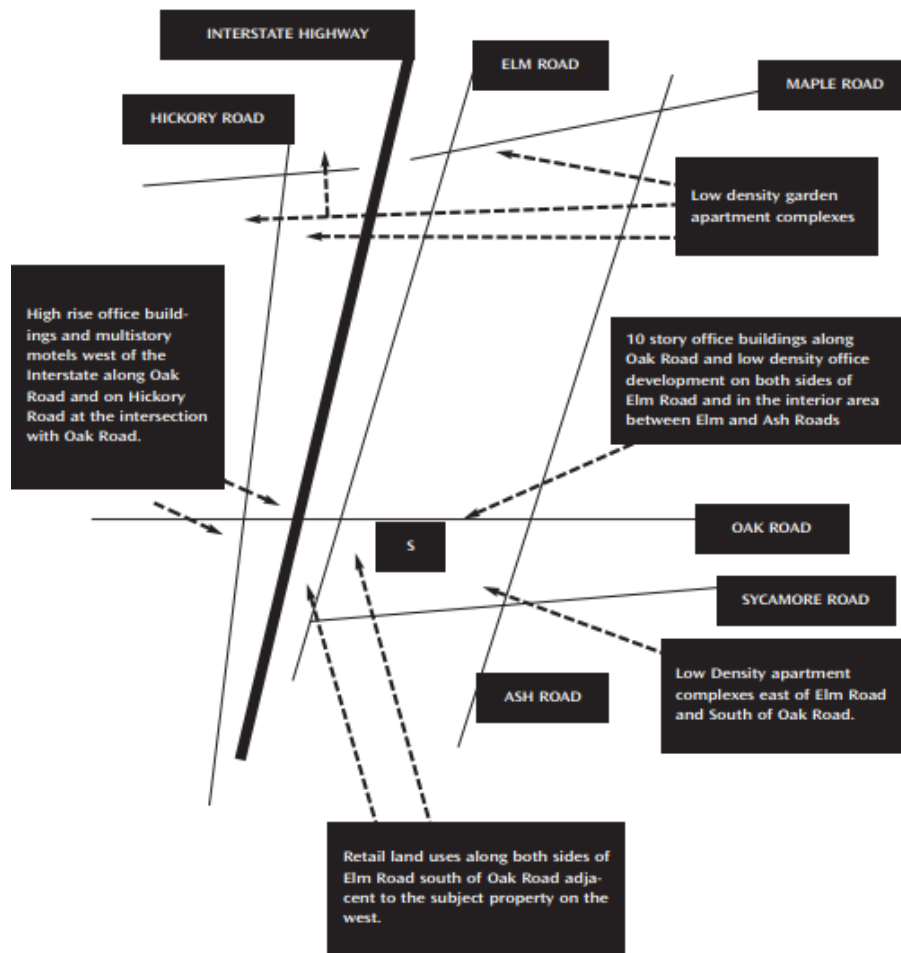 INTERSTATE HIGHWAY
ELM ROAD
MAPLE ROAD
HICKORY ROAD
Low density garden
apartment complexes
High rise office build-
ings and multistory
motels west of the
Interstate along Oak
Road and on Hickory
Road at the intersection
with Oak Road.
10 story office buildings along
Oak Road and low density office
development on both sides of
Elm Road and in the interior area
between Elm and Ash Roads
OAK ROAD
S
SYCAMORE ROAD
Low Density apartment
complexes east of Elm Road
and South of Oak Road.
ASH ROAD
Retail land uses along both sides of
Elm Road south of Oak Road adja-
cent to the subject property on the
west.